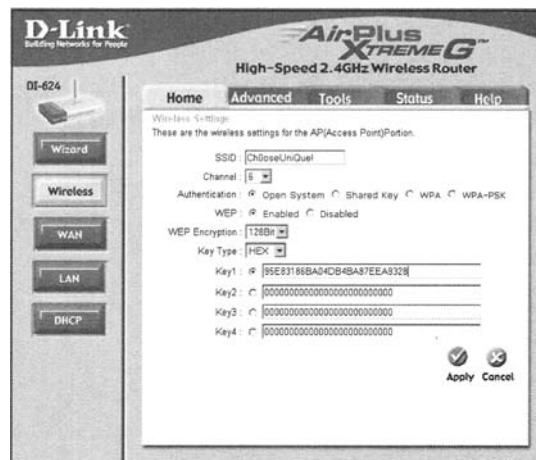 D-Link
Building Networks for People
AirPlus
XTREME G™
High-Speed 2.4GHz Wireless Router
DI-624
Home Advanced Tools Status Help
Wireless Settings
These are the wireless settings for the AP(Access Point)Portion.
SSID : Ch0oseUniQue!
Channel : 6
Authentication : Open System Shared Key WPA WPA-PSK
WEP : Enabled Disabled
WEP Encryption : 128Bit
Key Type : HEX
Key1 : 95E83186BA04DB4BA87EEA9328
Key2 : 00000000000000000000000000
Key3 : 00000000000000000000000000
Key4 : 00000000000000000000000000
Apply Cancel
Wizard
Wireless
WAN
LAN
DHCP